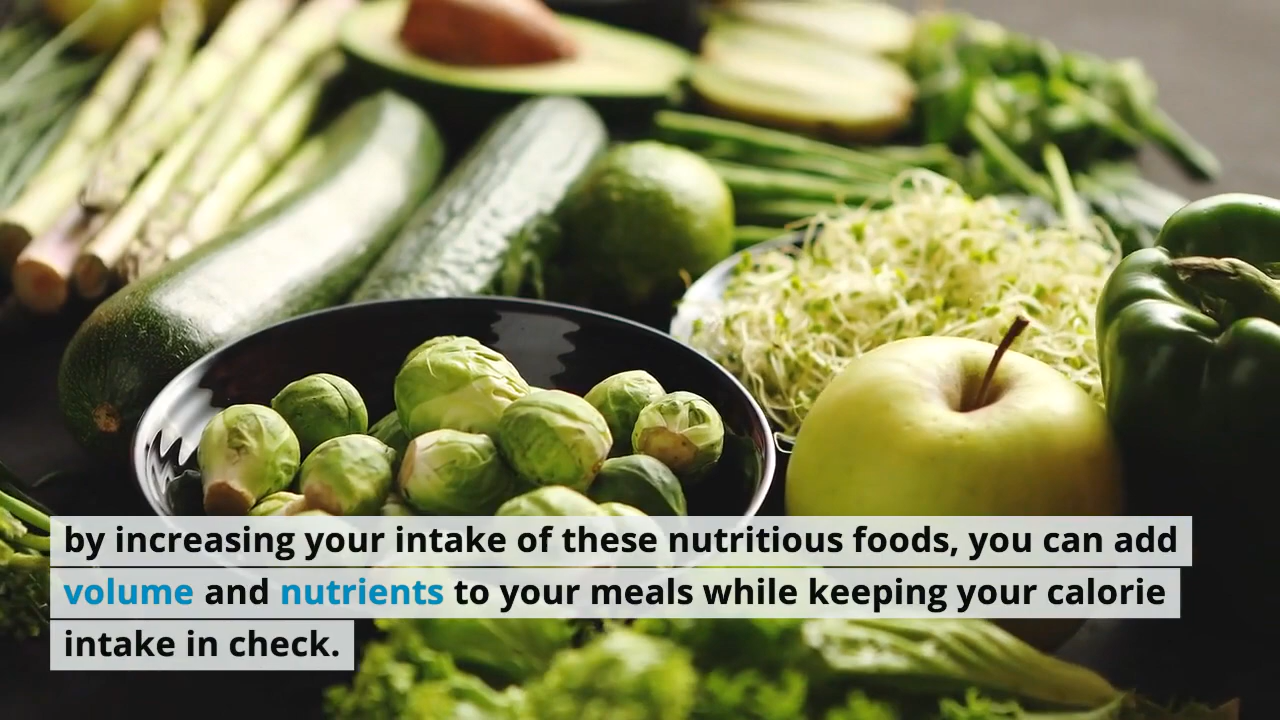 by increasing your intake of these nutritious foods, you can add
volume and nutrients to your meals while keeping your calorie
intake in check.